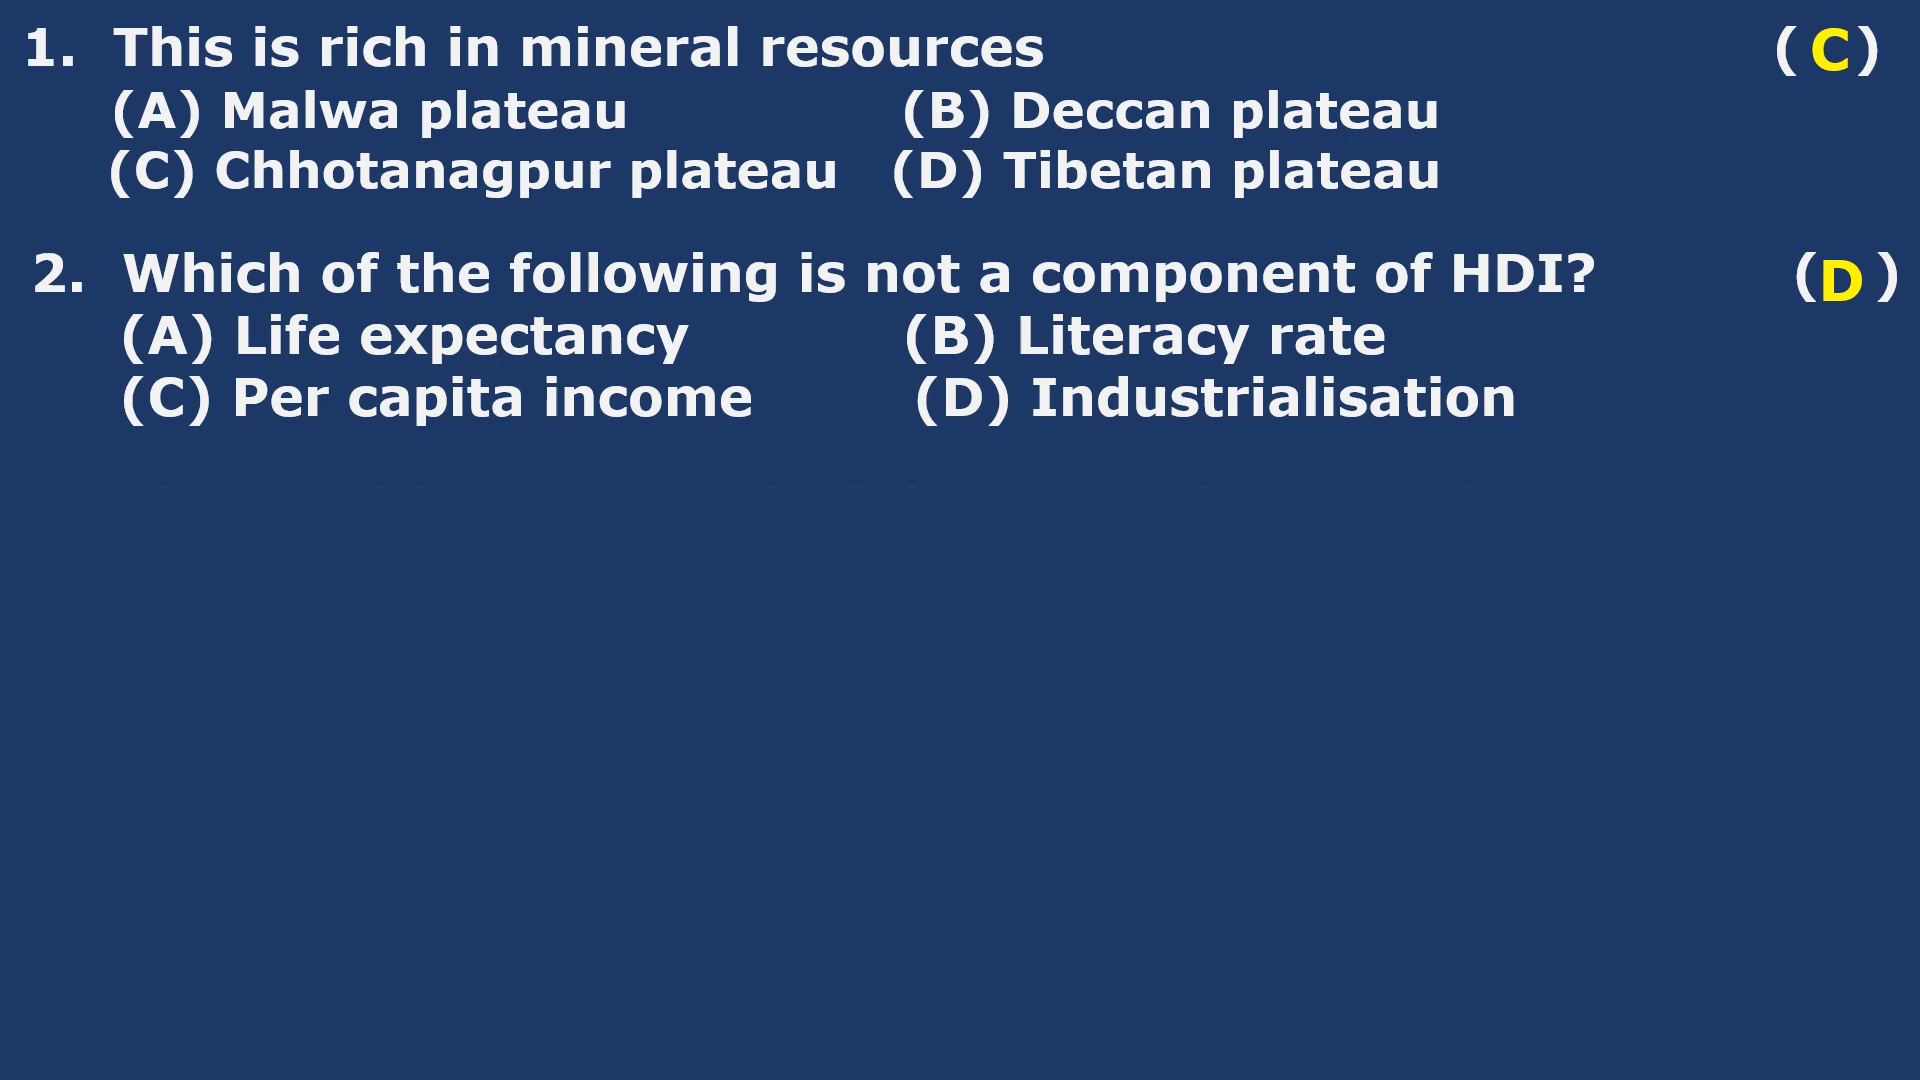 1. This is rich in mineral resources ( C )
(A) Malwa plateau (B) Deccan plateau
(C) Chhotanagpur plateau (D) Tibetan plateau
2. Which of the following is not a component of HDI? ( D )
(A) Life expectancy (B) Literacy rate
(C) Per capita income (D) Industrialisation